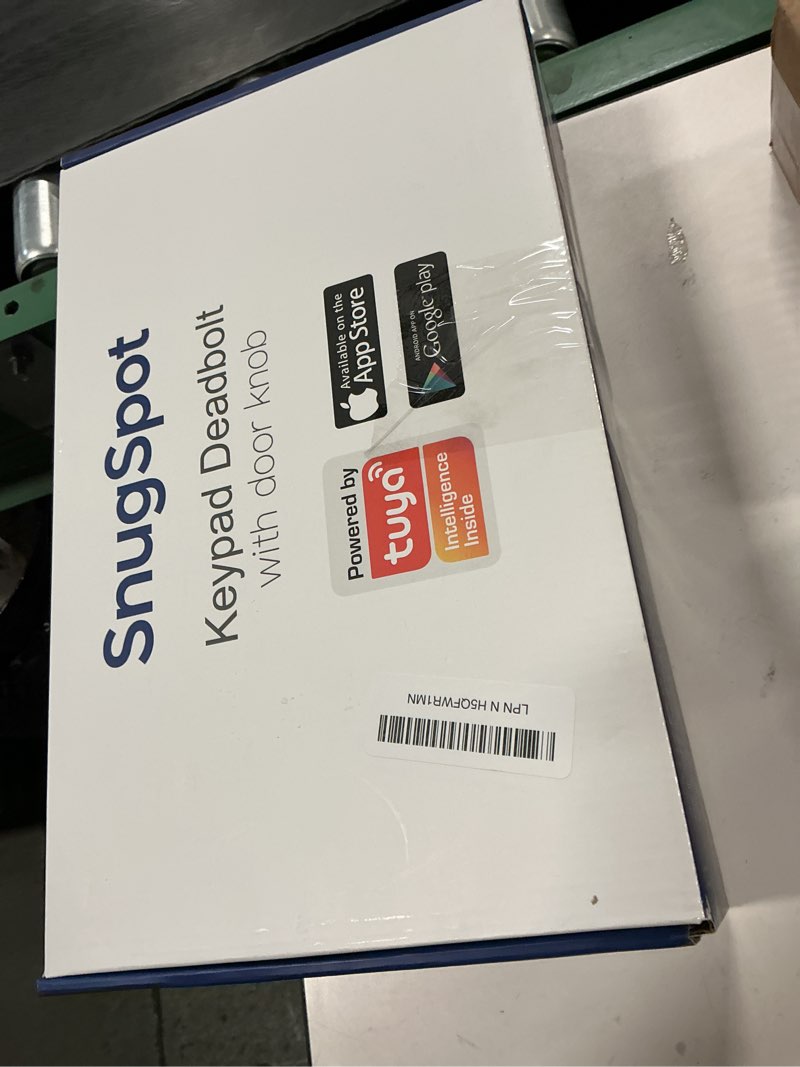 SnugSpot
Keypad Deadbolt
with door knob
Powered by
tuya
Intelligence
Inside
Available on the
App Store
ANDROID APP ON
Google play
LPN N H5QFWR1MN